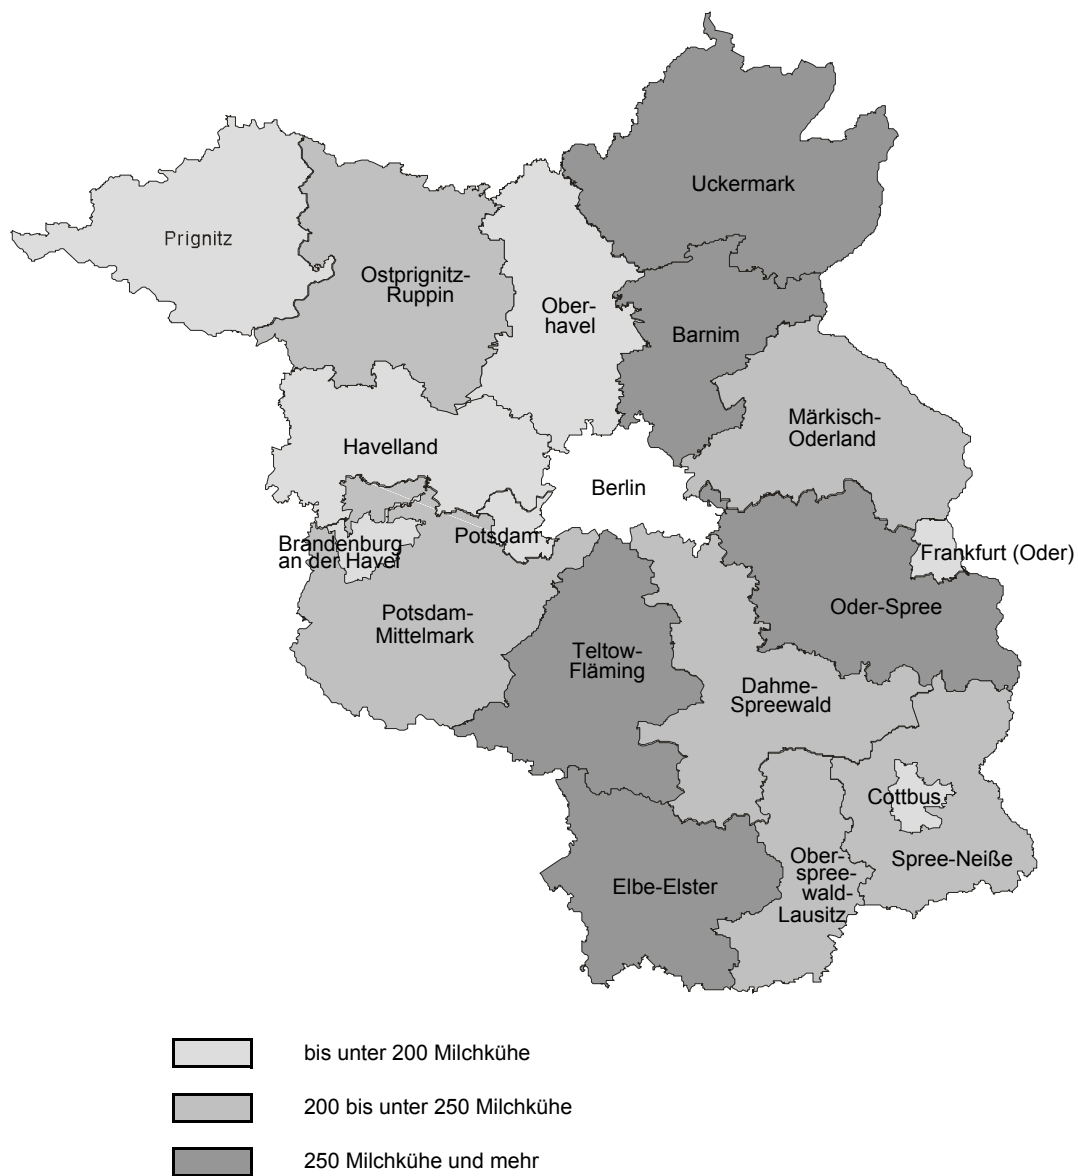 Uckermark
Prignitz
Ostprignitz-
Ruppin
Ober-
havel
Barnim
Märkisch-
Oderland
Havelland
Berlin
Potsdam
Brandenburg
an der Havel
Frankfurt (Oder)
Oder-Spree
Potsdam-
Mittelmark
Teltow-
Fläming
Dahme-
Spreewald
Cottbus
Spree-Neiße
Ober-
spree-
wald-
Lausitz
Elbe-Elster
bis unter 200 Milchkühe
200 bis unter 250 Milchkühe
250 Milchkühe und mehr